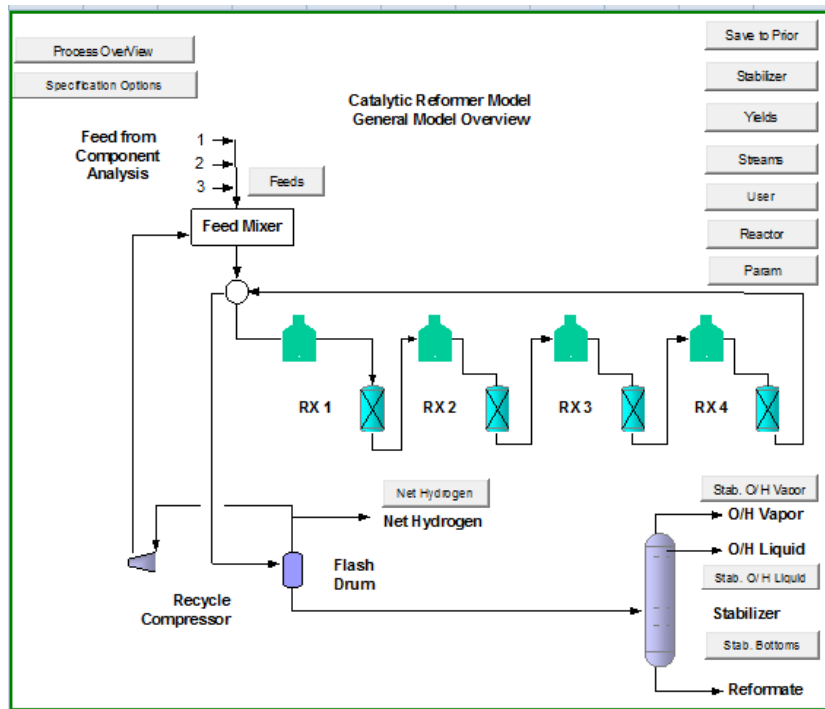 Process OverView
Specification Options
Save to Prior
Stabilizer
Yields
Streams
User
Reactor
Param
Catalytic Reformer Model
General Model Overview
Feed from
Component
Analysis
1
2
3
Feeds
Feed Mixer
RX 1
RX 2
RX 3
RX 4
Net Hydrogen
Net Hydrogen
Flash
Drum
Recycle
Compressor
Stab. O/H Vapor
O/H Vapor
O/H Liquid
Stab. O/H Liquid
Stabilizer
Stab. Bottoms
Reformate